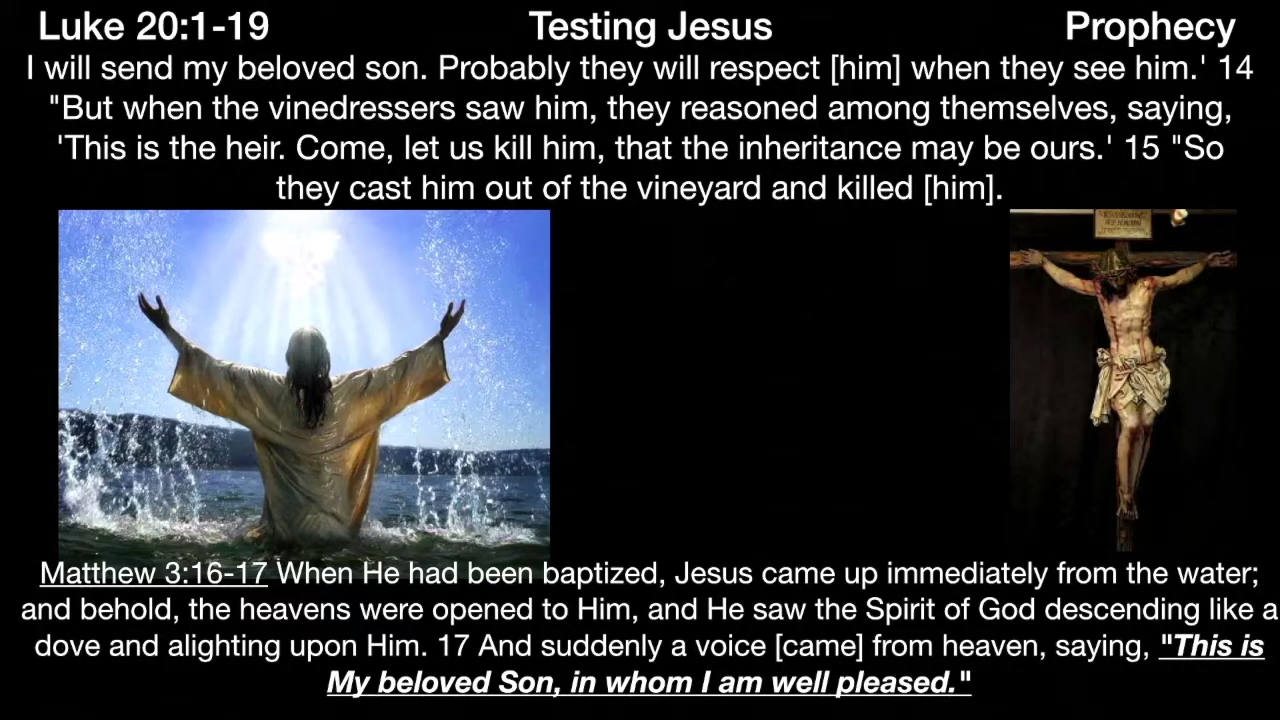 Luke 20:1-19 Testing Jesus Prophecy
I will send my beloved son. Probably they will respect [him] when they see him.' 14
"But when the vinedressers saw him, they reasoned among themselves, saying,
'This is the heir. Come, let us kill him, that the inheritance may be ours.' 15 "So
they cast him out of the vineyard and killed [him].
Matthew 3:16-17 When He had been baptized, Jesus came up immediately from the water;
and behold, the heavens were opened to Him, and He saw the Spirit of God descending like a
dove and alighting upon Him. 17 And suddenly a voice [came] from heaven, saying, "This is
My beloved Son, in whom I am well pleased."